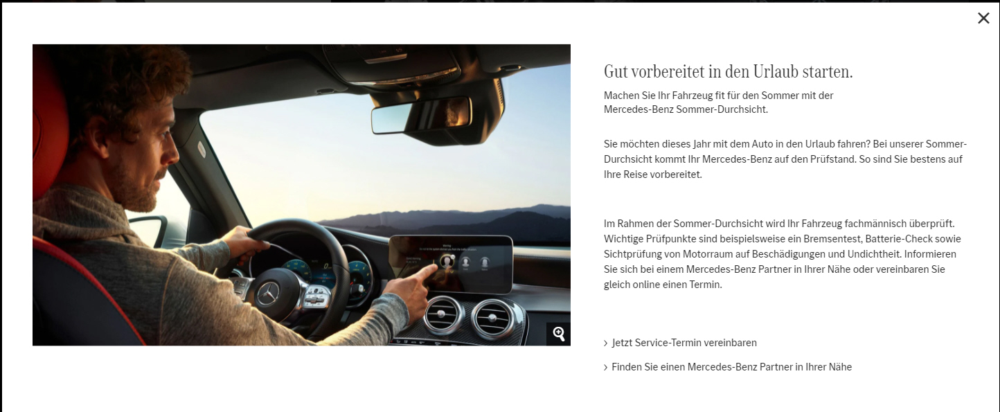 Gut vorbereitet in den Urlaub starten.
Machen Sie Ihr Fahrzeug fit für den Sommer mit der
Mercedes-Benz Sommer-Durchsicht.
Sie möchten dieses Jahr mit dem Auto in den Urlaub fahren? Bei unserer Sommer-
Durchsicht kommt Ihr Mercedes-Benz auf den Prüfstand. So sind Sie bestens auf
Ihre Reise vorbereitet.
Im Rahmen der Sommer-Durchsicht wird Ihr Fahrzeug fachmännisch überprüft.
Wichtige Prüfpunkte sind beispielsweise ein Bremsentest, Batterie-Check sowie
Sichtprüfung von Motorraum auf Beschädigungen und Undichtheit. Informieren
Sie sich bei einem Mercedes-Benz Partner in Ihrer Nähe oder vereinbaren Sie
gleich online einen Termin.
› Jetzt Service-Termin vereinbaren
› Finden Sie einen Mercedes-Benz Partner in Ihrer Nähe